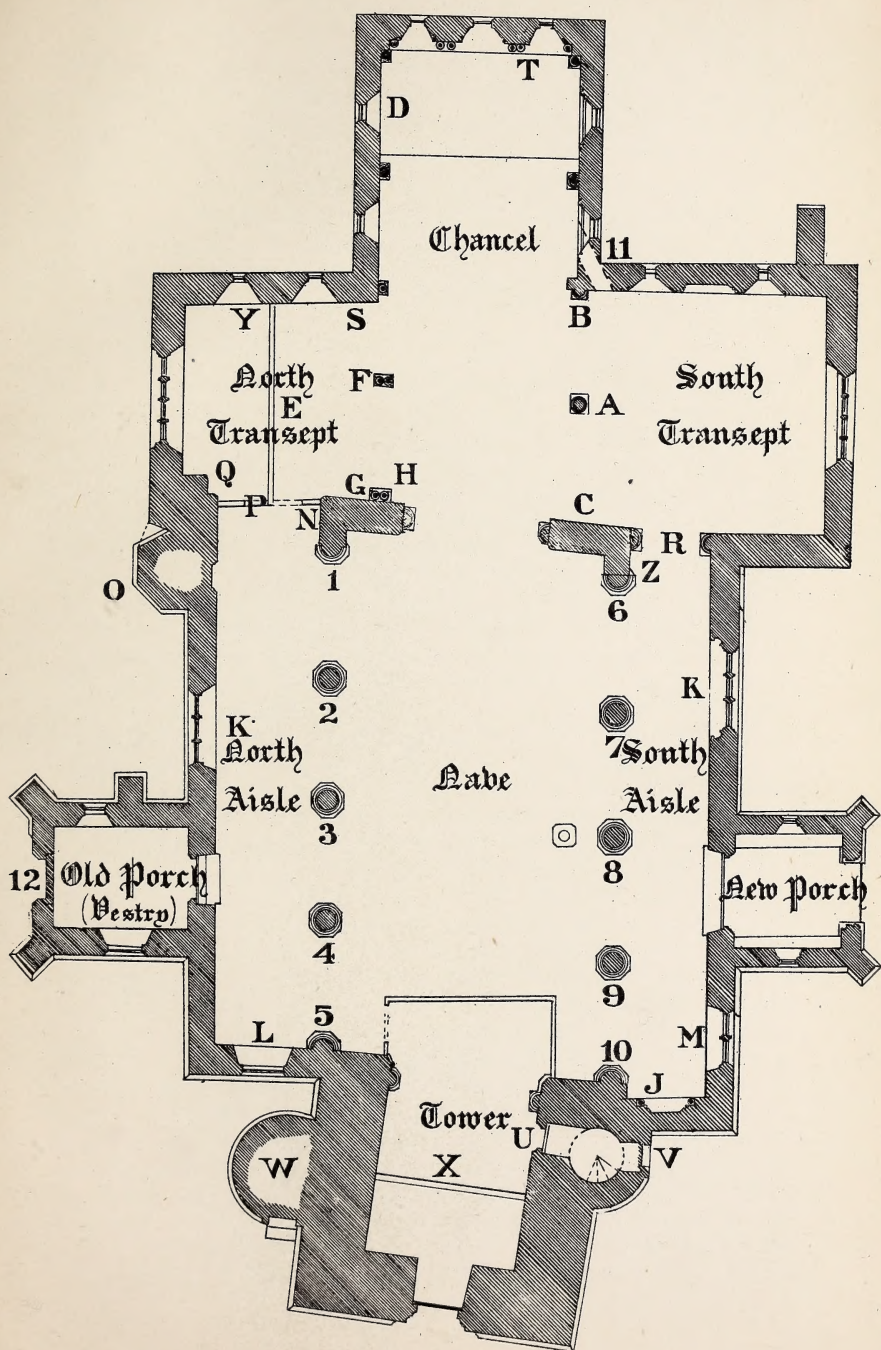 T
D
Chancel
11
Y
S
B
North
Transept
F
E
A
South
Transept
Q
P
N
G
H
C
R
Z
O
1
6
2
7
K
North
Aisle
K
South
Aisle
Nave
3
8
12
Old Porch
(Vestry)
New Porch
4
9
5
10
L
M
J
Tower
U
V
W
X